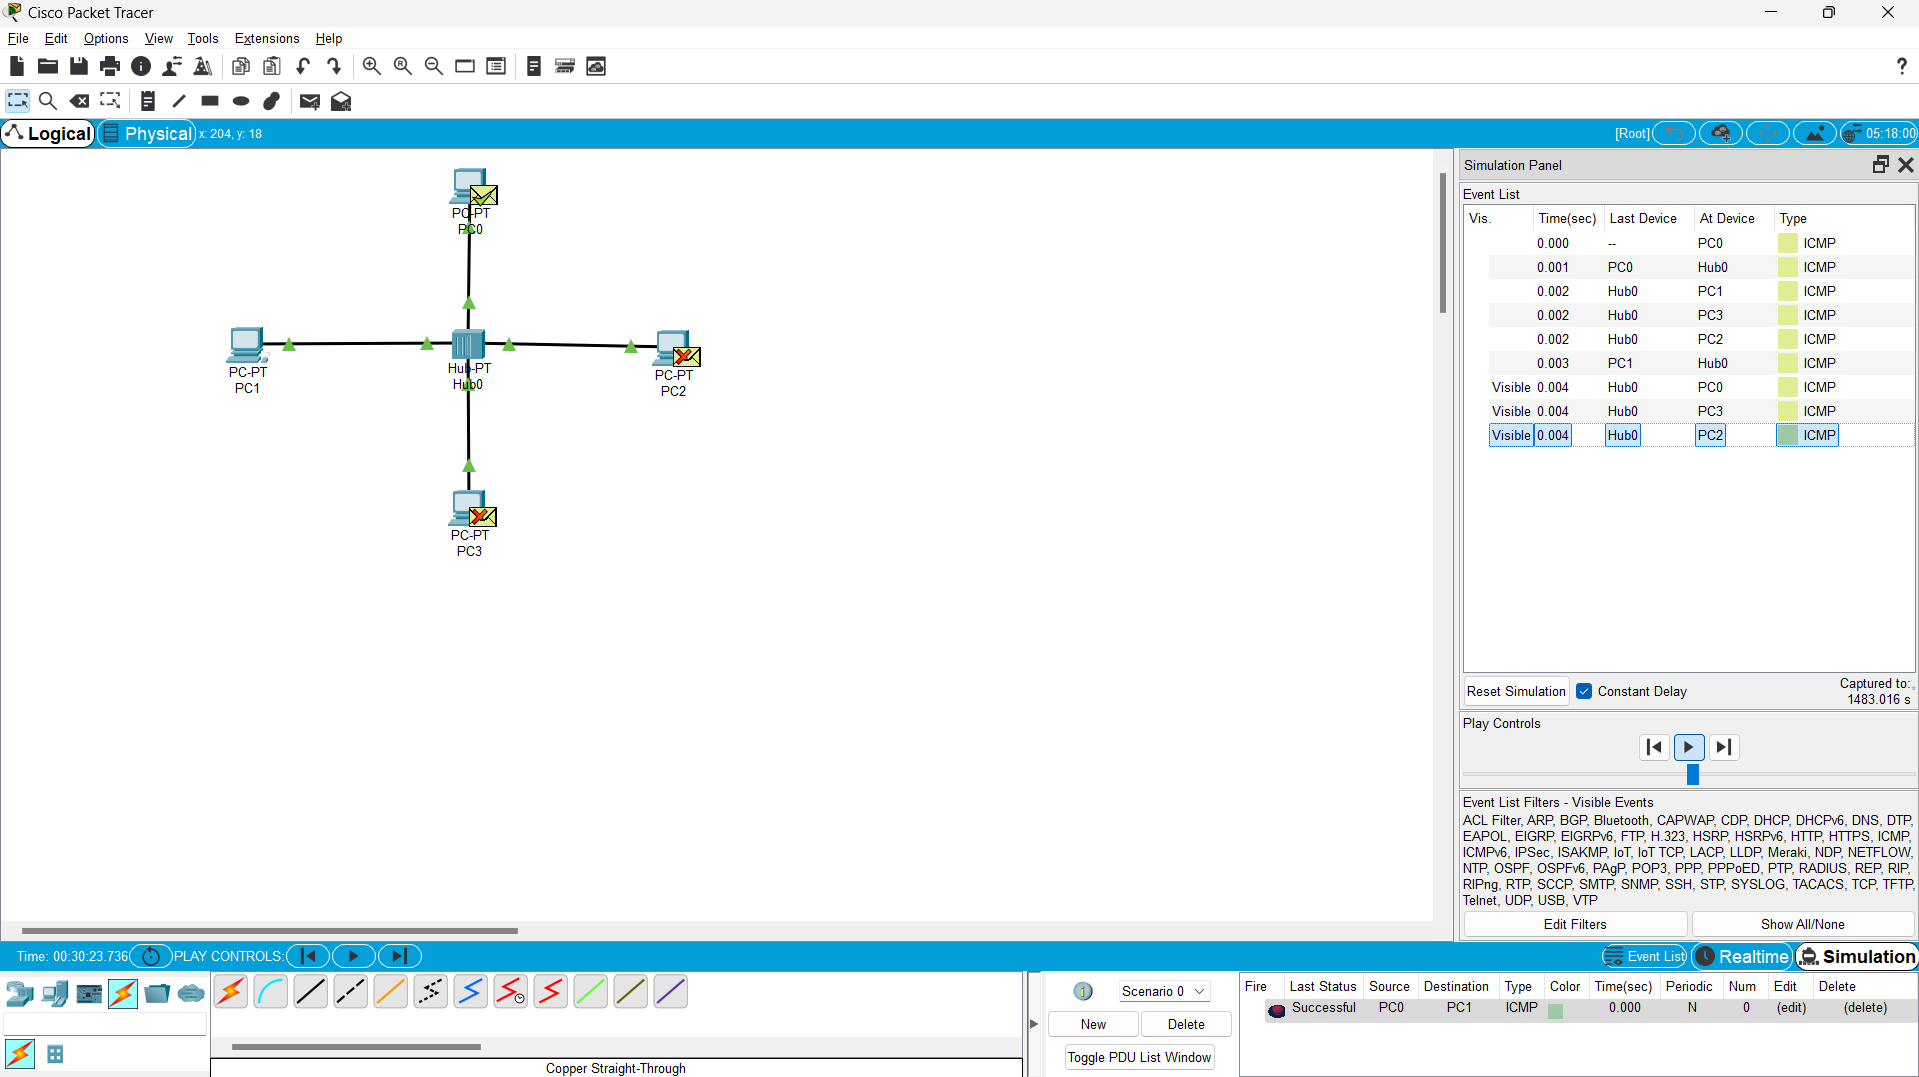 Cisco Packet Tracer
File Edit Options View Tools Extensions Help
Logical Physical x: 204, y: 18 [Root] 05:18:00
Simulation Panel
Event List
Vis. Time(sec) Last Device At Device Type
0.000 -- PC0 ICMP
0.001 PC0 Hub0 ICMP
0.002 Hub0 PC1 ICMP
0.002 Hub0 PC3 ICMP
0.002 Hub0 PC2 ICMP
0.003 PC1 Hub0 ICMP
Visible 0.004 Hub0 PC0 ICMP
Visible 0.004 Hub0 PC3 ICMP
Visible 0.004 Hub0 PC2 ICMP
PC-PT
PC0
PC-PT
PC1
Hub-PT
Hub0
PC-PT
PC2
PC-PT
PC3
Reset Simulation Constant Delay Captured to:
1483.016 s
Play Controls
Event List Filters - Visible Events
ACL Filter, ARP, BGP, Bluetooth, CAPWAP, CDP, DHCP, DHCPv6, DNS, DTP,
EAPOL, EIGRP, EIGRPv6, FTP, H.323, HSRP, HSRPv6, HTTP, HTTPS, ICMP,
ICMPv6, IPSec, ISAKMP, IoT, IoT TCP, LACP, LLDP, Meraki, NDP, NETFLOW,
NTP, OSPF, OSPFv6, PAgP, POP3, PPP, PPPoED, PTP, RADIUS, REP, RIP,
RIPng, RTP, SCCP, SMTP, SNMP, SSH, STP, SYSLOG, TACACS, TCP, TFTP,
Telnet, UDP, USB, VTP
Edit Filters Show All/None
Time: 00:30:23.736 PLAY CONTROLS: Event List Realtime Simulation
Scenario 0
New Delete
Toggle PDU List Window
Fire Last Status Source Destination Type Color Time(sec) Periodic Num Edit Delete
Successful PC0 PC1 ICMP 0.000 N 0 (edit) (delete)
Copper Straight-Through